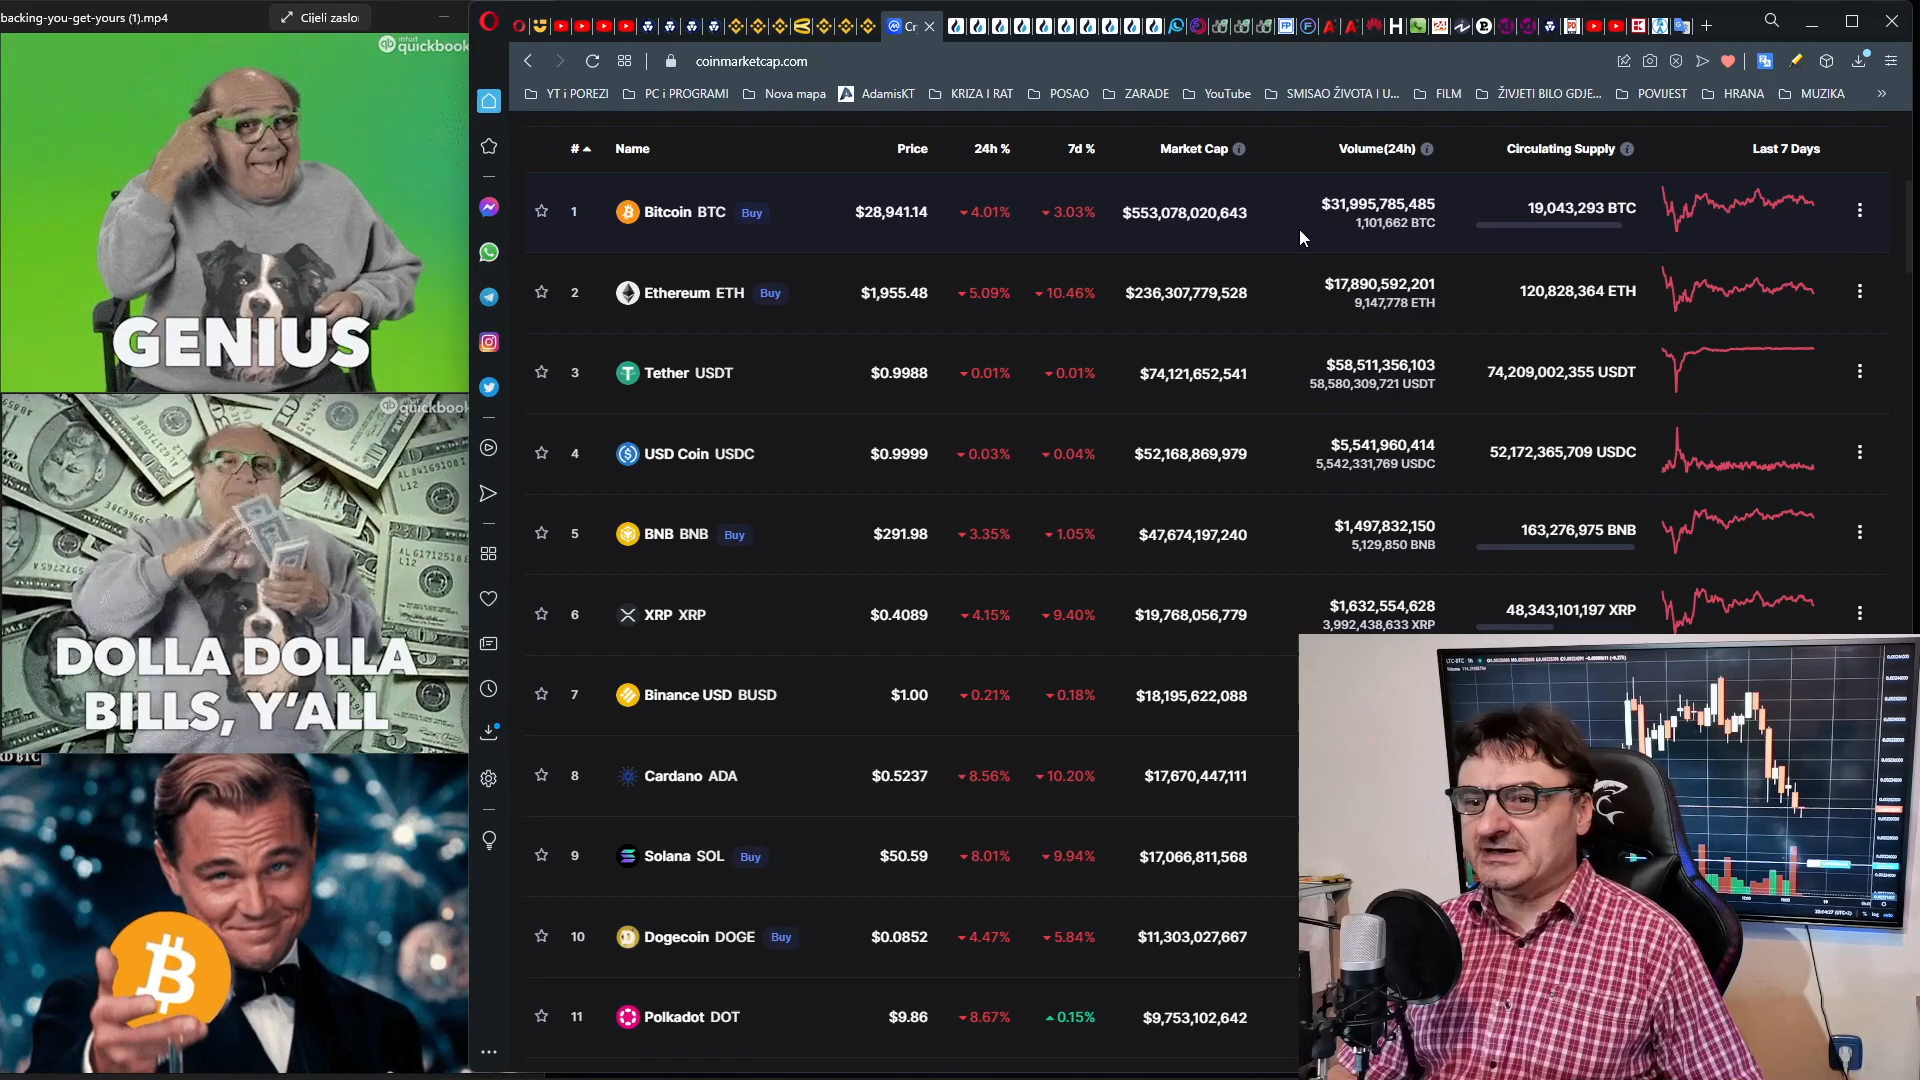 backing-you-get-yours (1).mp4
Cijeli zaslon
intuit quickbook
GENIUS
intuit quickbook
DOLLA DOLLA
BILLS, Y'ALL
RD BTC
coinmarketcap.com
YT i POREZI PC i PROGRAMI Nova mapa AdamisKT KRIZA I RAT POSAO ZARADE YouTube SMISAO ŽIVOTA I U... FILM ŽIVJETI BILO GDJE... POVIJEST HRANA MUZIKA
# Name Price 24h % 7d % Market Cap Volume(24h) Circulating Supply Last 7 Days
1 Bitcoin BTC Buy $28,941.14 4.01% 3.03% $553,078,020,643 $31,995,785,485 19,043,293 BTC
1,101,662 BTC
2 Ethereum ETH Buy $1,955.48 5.09% 10.46% $236,307,779,528 $17,890,592,201 120,828,364 ETH
9,147,778 ETH
3 Tether USDT $0.9988 0.01% 0.01% $74,121,652,541 $58,511,356,103 74,209,002,355 USDT
58,580,309,721 USDT
4 USD Coin USDC $0.9999 0.03% 0.04% $52,168,869,979 $5,541,960,414 52,172,365,709 USDC
5,542,331,769 USDC
5 BNB BNB Buy $291.98 3.35% 1.05% $47,674,197,240 $1,497,832,150 163,276,975 BNB
5,129,850 BNB
6 XRP XRP $0.4089 4.15% 9.40% $19,768,056,779 $1,632,554,628 48,343,101,197 XRP
3,992,438,633 XRP
7 Binance USD BUSD $1.00 0.21% 0.18% $18,195,622,088
8 Cardano ADA $0.5237 8.56% 10.20% $17,670,447,111
9 Solana SOL Buy $50.59 8.01% 9.94% $17,066,811,568
10 Dogecoin DOGE Buy $0.0852 4.47% 5.84% $11,303,027,667
11 Polkadot DOT $9.86 8.67% 0.15% $9,753,102,642